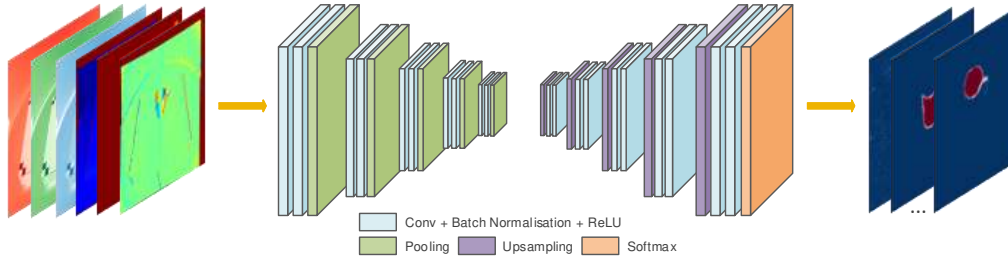 ...
Conv + Batch Normalisation + ReLU
Pooling Upsampling Softmax